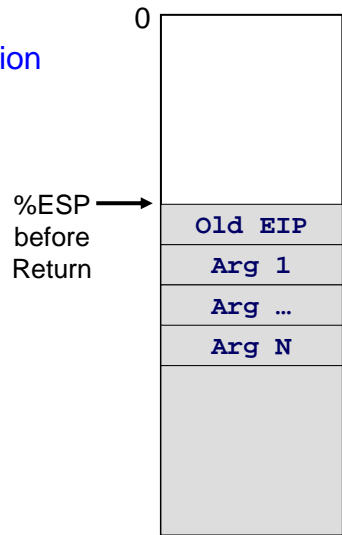 0
ion
%ESP
before
Return
Old EIP
Arg 1
Arg …
Arg N